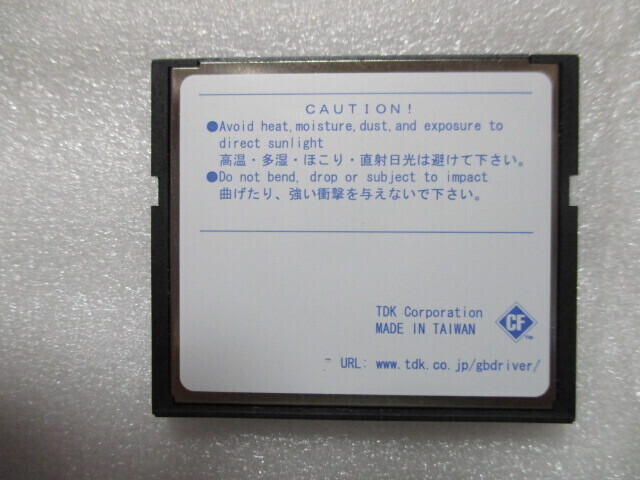 CAUTION!
●Avoid heat, moisture, dust, and exposure to
direct sunlight
高温・多湿・ほこり・直射日光は避けて下さい。
●Do not bend, drop or subject to impact
曲げたり、強い衝撃を与えないで下さい。
TDK Corporation
MADE IN TAIWAN
CF
TM
URL: www.tdk.co.jp/gbdriver/